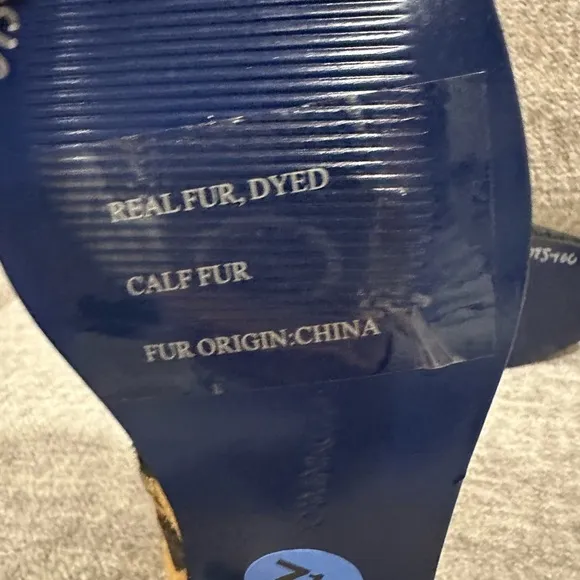 REAL FUR, DYED
CALF FUR
FUR ORIGIN:CHINA